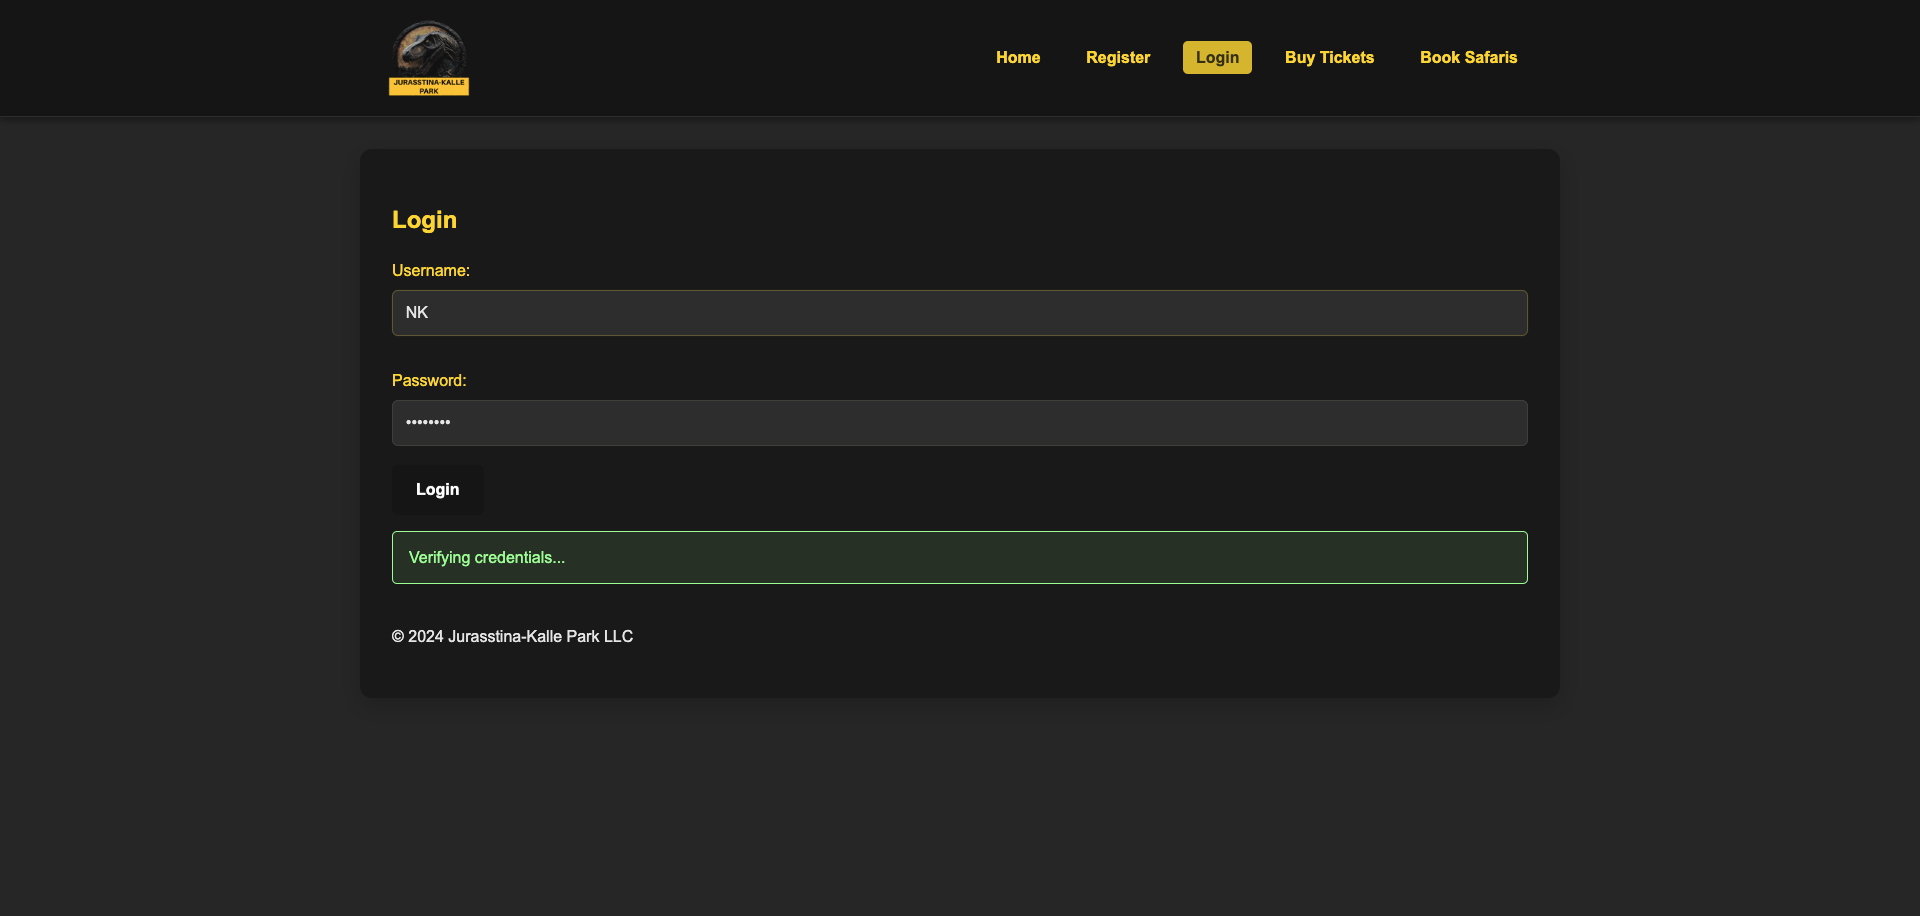 JURASSTINA-KALLE
PARK
Home
Register
Login
Buy Tickets
Book Safaris
Login
Username:
NK
Password:
••••••••
Login
Verifying credentials...
© 2024 Jurasstina-Kalle Park LLC